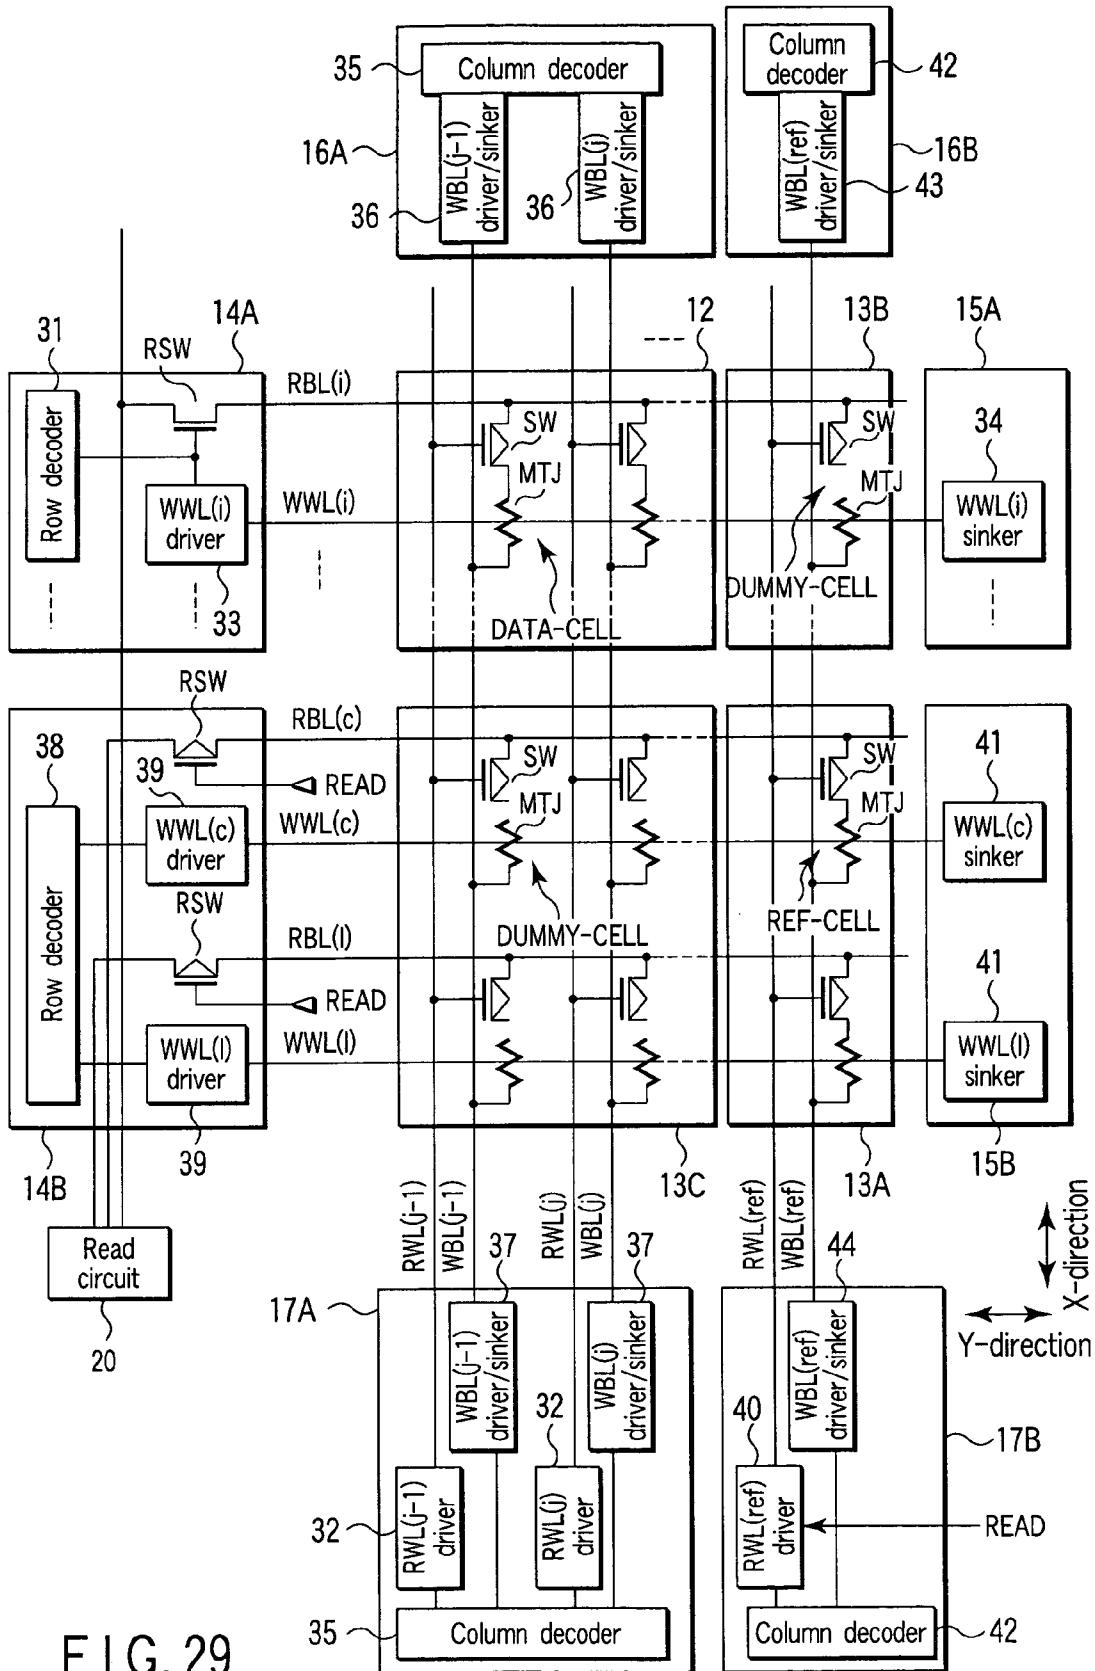 35
Column decoder
WBL(j-1)
driver/sinker
WBL(j)
driver/sinker
16A
36
36
Column
decoder
42
WBL(ref)
driver/sinker
16B
43
31
14A
RSW
RBL(i)
12
13B
15A
Row decoder
SW
SW
34
MTJ
MTJ
WWL(i)
driver
WWL(i)
WWL(i)
sinker
33
DATA-CELL
DUMMY-CELL
RSW
38
RBL(c)
SW
SW
41
39
READ
MTJ
MTJ
WWL(c)
driver
WWL(c)
WWL(c)
sinker
Row decoder
RSW
RBL(l)
DUMMY-CELL
REF-CELL
41
READ
WWL(l)
driver
WWL(l)
WWL(l)
sinker
14B
39
13C
13A
15B
Read
circuit
20
RWL(j-1)
WBL(j-1)
RWL(j)
WBL(j)
RWL(ref)
WBL(ref)
37
37
44
X-direction
Y-direction
17A
WBL(j-1)
driver/sinker
WBL(j)
driver/sinker
WBL(ref)
driver/sinker
32
40
17B
32
RWL(j-1)
driver
RWL(j)
driver
RWL(ref)
driver
READ
35
Column decoder
Column decoder
42
FIG. 29